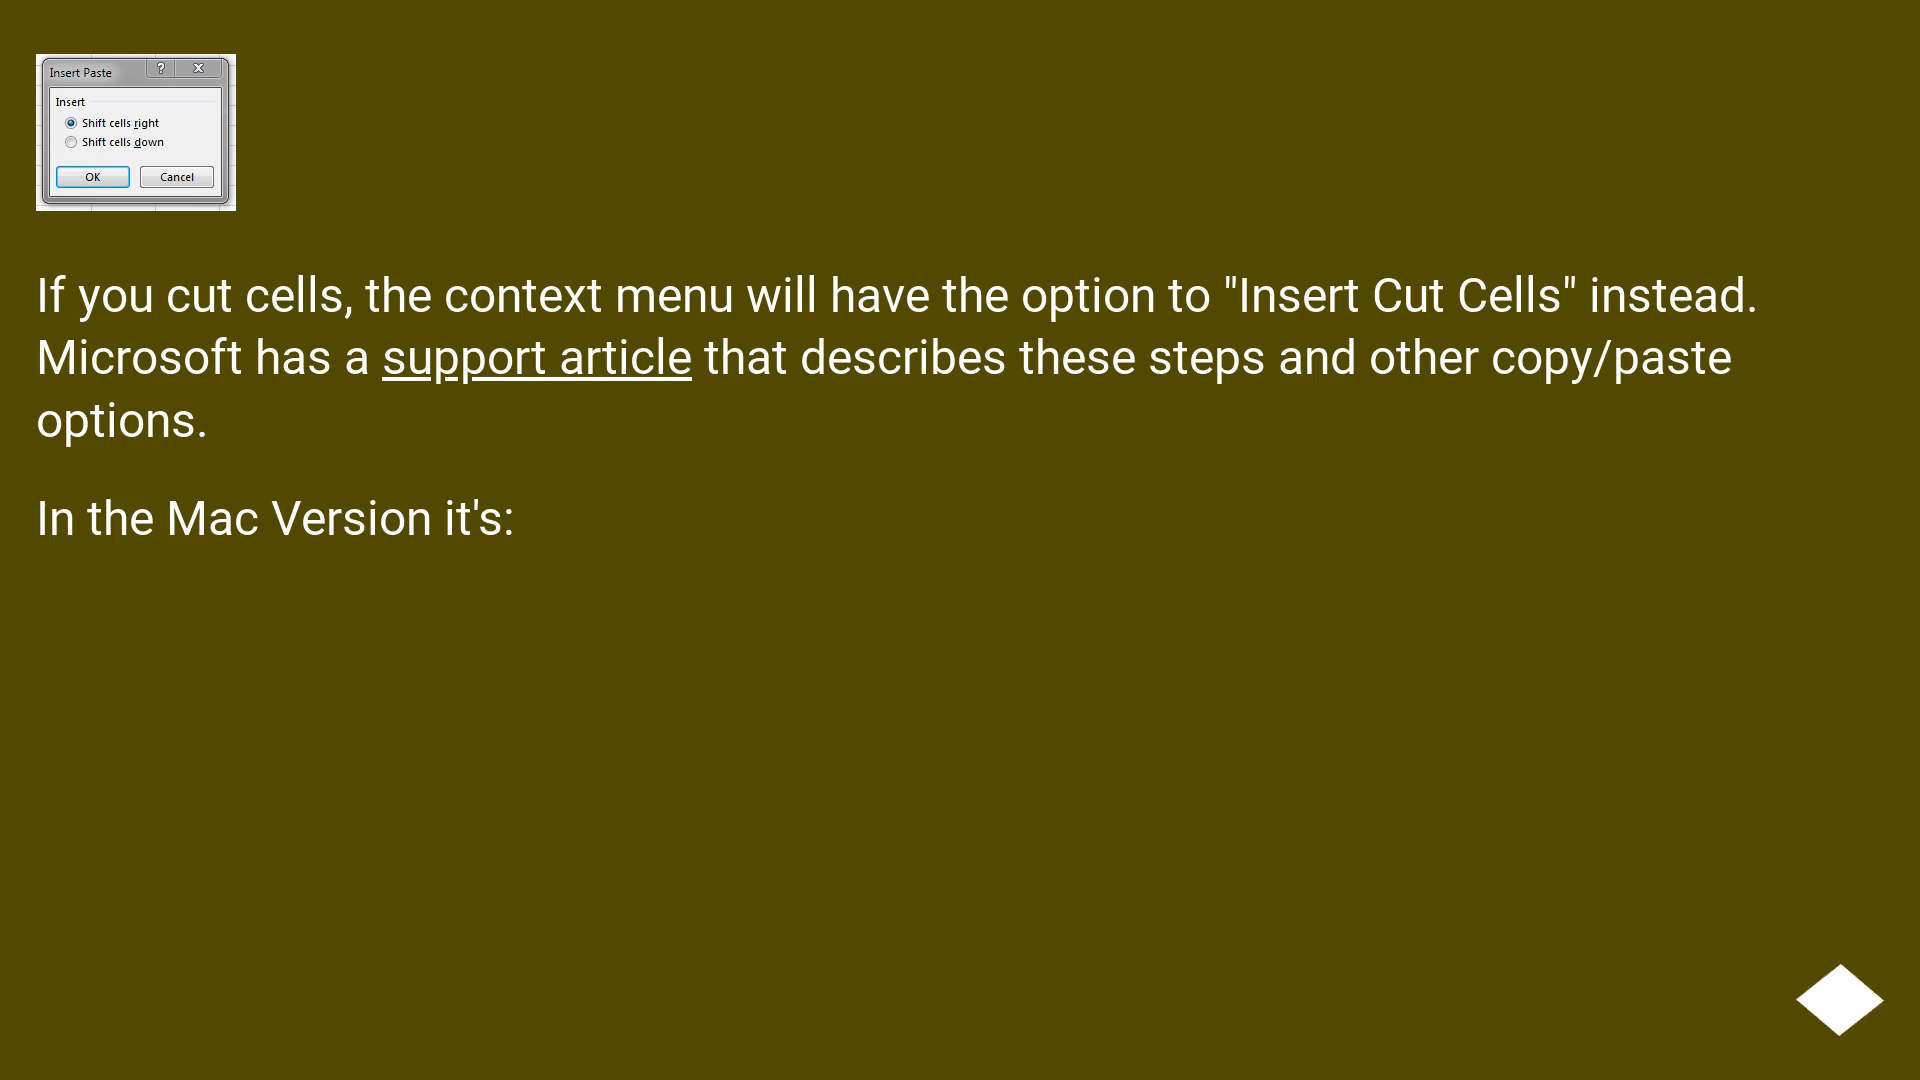 Insert Paste
?
X
Insert
Shift cells right
Shift cells down
OK Cancel
If you cut cells, the context menu will have the option to "Insert Cut Cells" instead.
Microsoft has a support article that describes these steps and other copy/paste
options.
In the Mac Version it's: